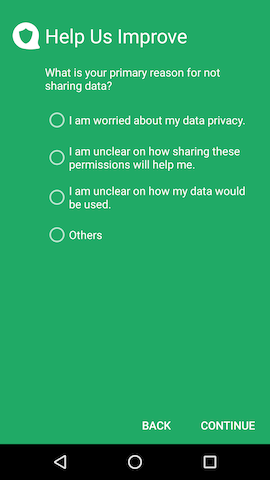 Help Us Improve
What is your primary reason for not
sharing data?
I am worried about my data privacy.
I am unclear on how sharing these
permissions will help me.
I am unclear on how my data would
be used.
Others
BACK CONTINUE